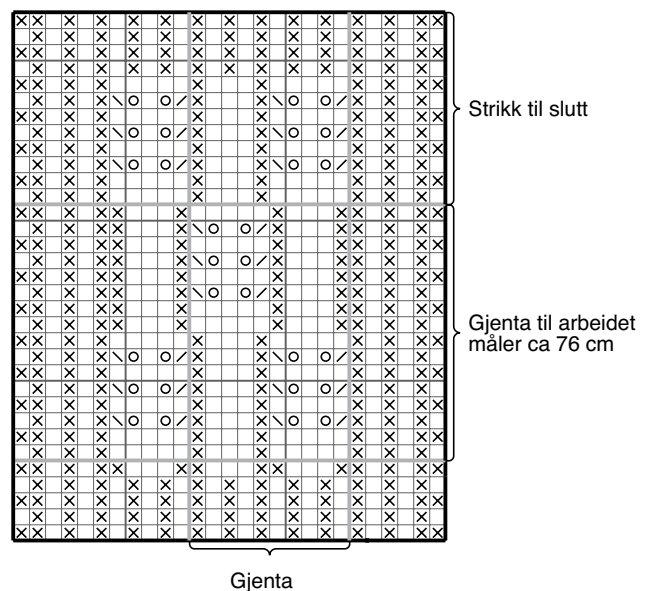 Strikk til slutt
Gjenta til arbeidet
måler ca 76 cm
Gjenta